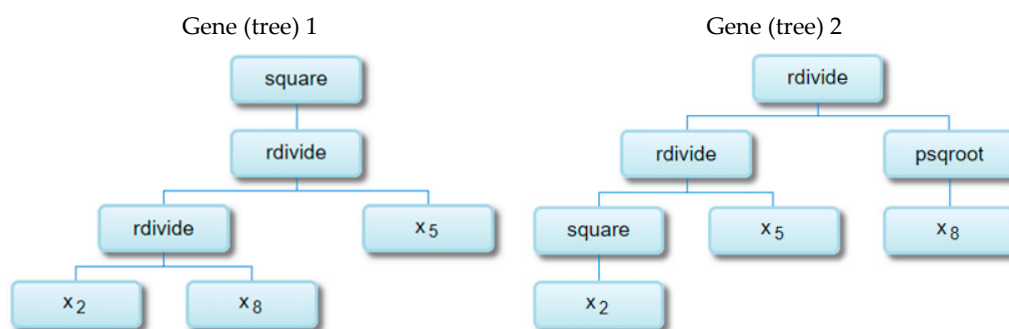 Gene (tree) 1
square
rdivide
rdivide
x5
x2
x8
Gene (tree) 2
rdivide
rdivide
psqroot
square
x5
x8
x2